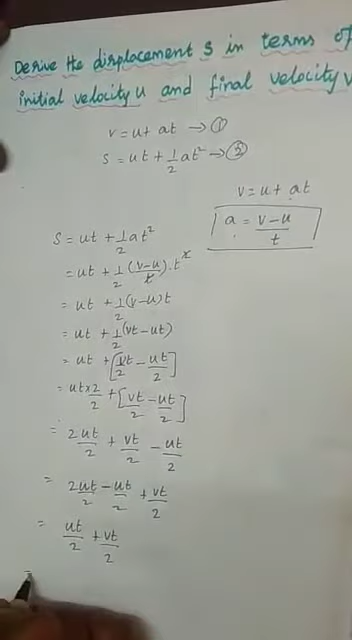 Derive the displacement s in terms of
initial velocity u and final velocity v
v = u + at → ①
s = ut + 1/2 at² → ②
v = u + at
a = v-u/t
s = ut + 1/2 at²
= ut + 1/2 (v-u/t) . t²
= ut + 1/2 (v-u)t
= ut + 1/2 (vt - ut)
= ut + [vt/2 - ut/2]
= ut×2/2 + [vt/2 - ut/2]
= 2ut/2 + vt/2 - ut/2
= 2ut/2 - ut/2 + vt/2
= ut/2 + vt/2
=